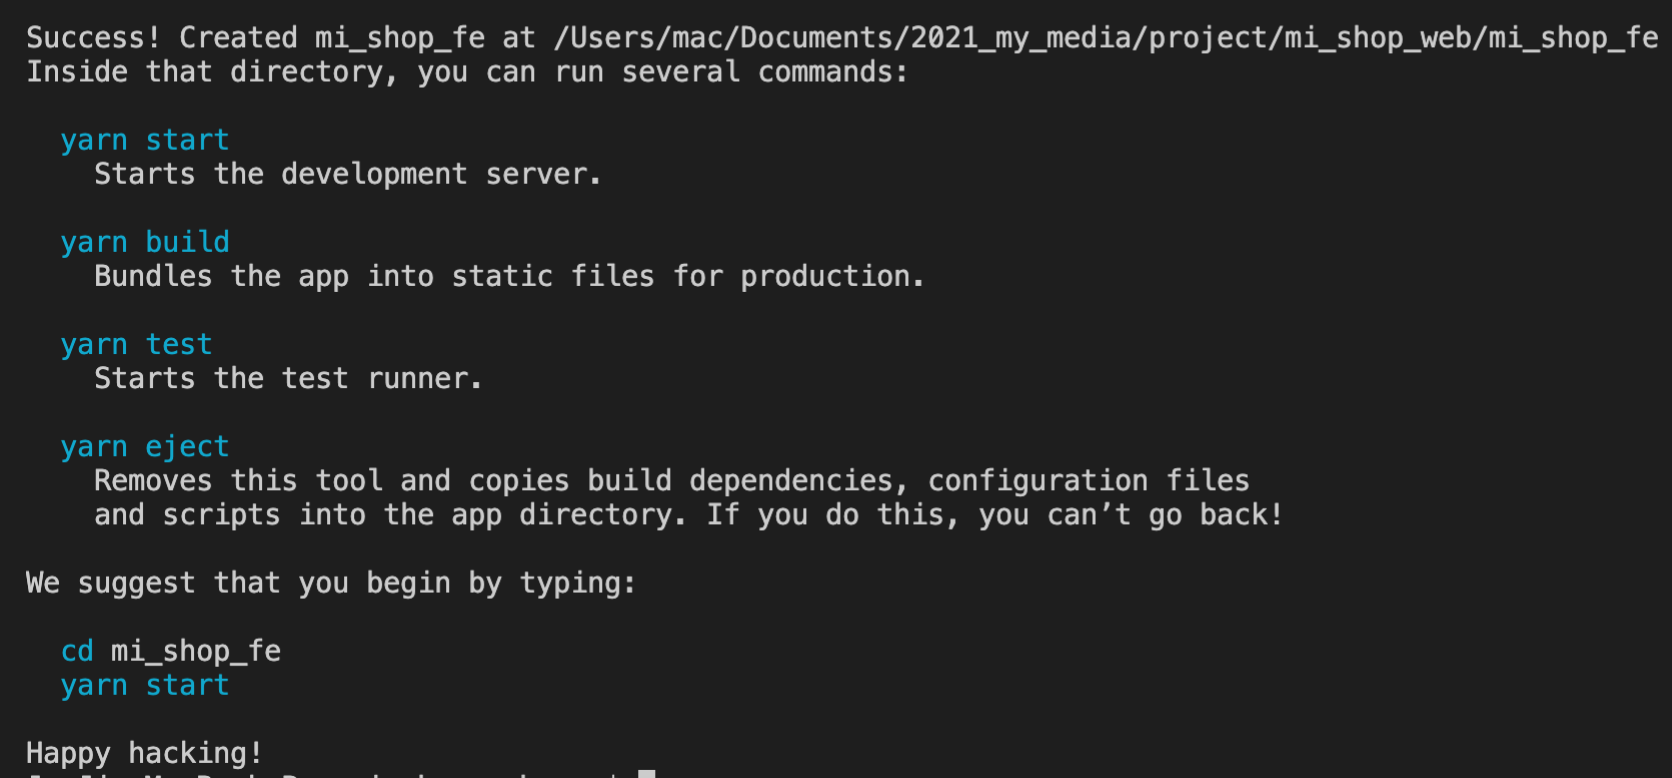 Success! Created mi_shop_fe at /Users/mac/Documents/2021_my_media/project/mi_shop_web/mi_shop_fe
Inside that directory, you can run several commands:
yarn start
Starts the development server.
yarn build
Bundles the app into static files for production.
yarn test
Starts the test runner.
yarn eject
Removes this tool and copies build dependencies, configuration files
and scripts into the app directory. If you do this, you can’t go back!
We suggest that you begin by typing:
cd mi_shop_fe
yarn start
Happy hacking!